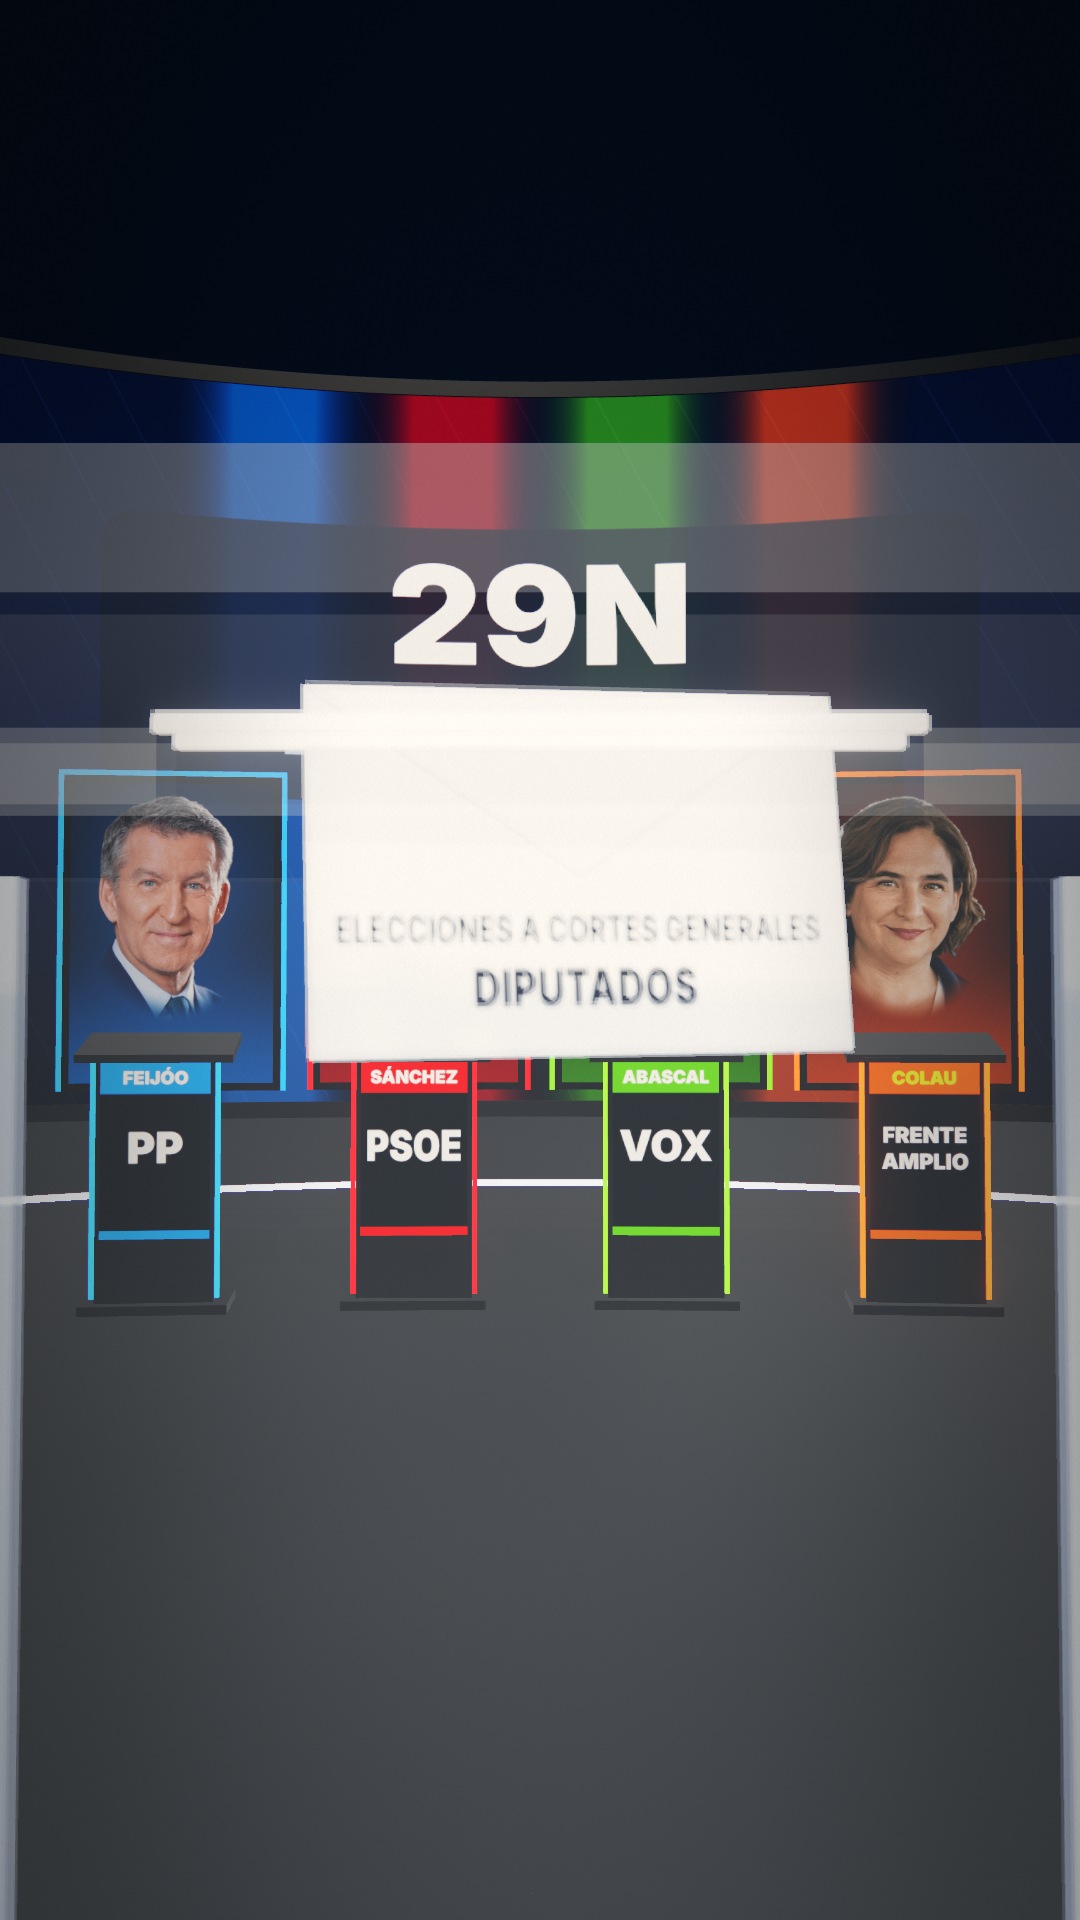 29N
ELECCIONES A CORTES GENERALES
DIPUTADOS
FEIJÓO
PP
SÁNCHEZ
PSOE
ABASCAL
VOX
COLAU
FRENTE
AMPLIO